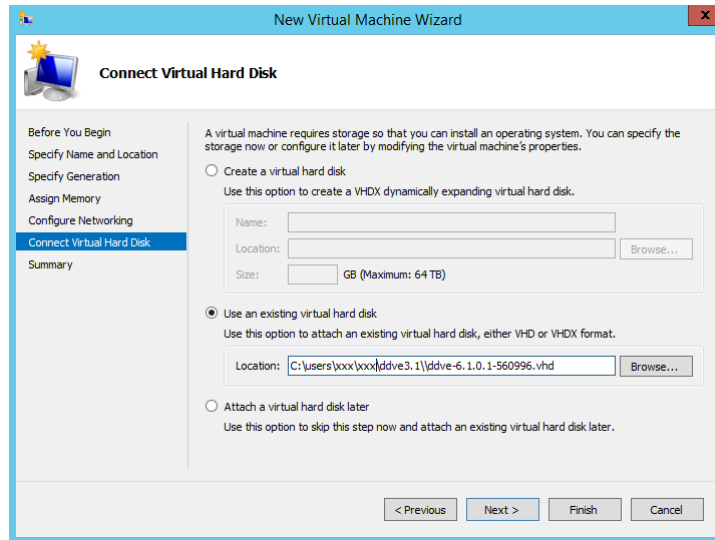 New Virtual Machine Wizard
x
Connect Virtual Hard Disk
Before You Begin
Specify Name and Location
Specify Generation
Assign Memory
Configure Networking
Connect Virtual Hard Disk
Summary
A virtual machine requires storage so that you can install an operating system. You can specify the
storage now or configure it later by modifying the virtual machine's properties.
Create a virtual hard disk
Use this option to create a VHDX dynamically expanding virtual hard disk.
Name:
Location:
Browse...
Size:
GB (Maximum: 64 TB)
Use an existing virtual hard disk
Use this option to attach an existing virtual hard disk, either VHD or VHDX format.
Location: C:\users\xxx\xxx\ddve3.1\\ddve-6.1.0.1-560996.vhd Browse...
Attach a virtual hard disk later
Use this option to skip this step now and attach an existing virtual hard disk later.
< Previous Next > Finish Cancel